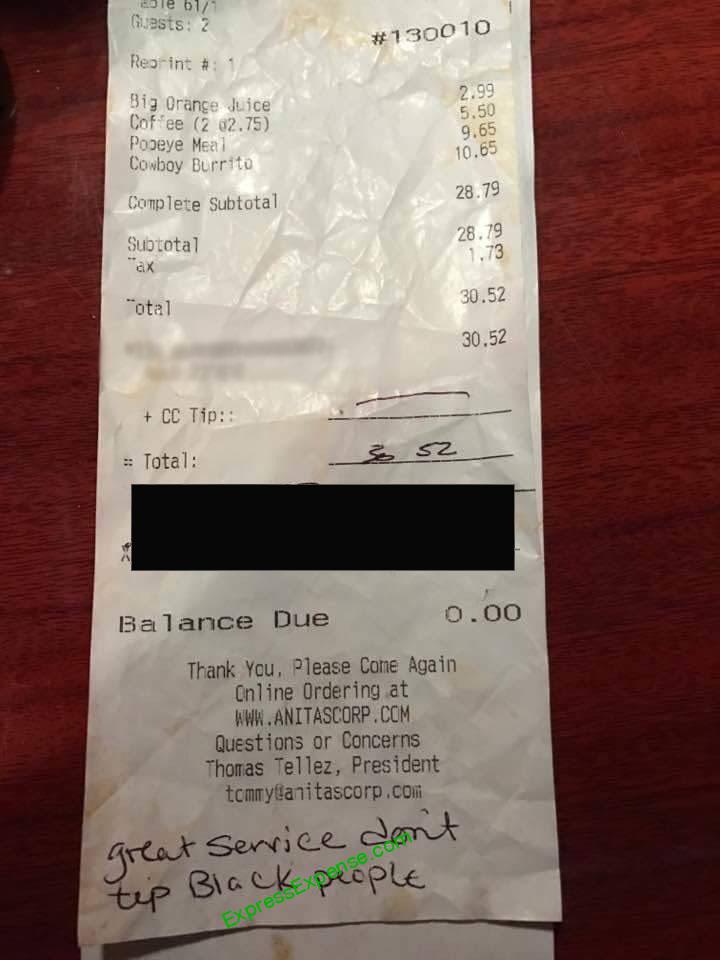 able 61/1
Guests: 2
#130010
Reprint #: 1
Big Orange Juice 2.99
Coffee (2 @2.75) 5.50
Popeye Meal 9.65
Cowboy Burrito 10.65
Complete Subtotal 28.79
Subtotal 28.79
Tax 1.73
Total 30.52
30.52
+ CC Tip::
= Total: 30 52
Balance Due 0.00
Thank You, Please Come Again
Online Ordering at
WWW.ANITASCORP.COM
Questions or Concerns
Thomas Tellez, President
tommy@anitascorp.com
great service don't
tip Black people
ExpressExpense.com